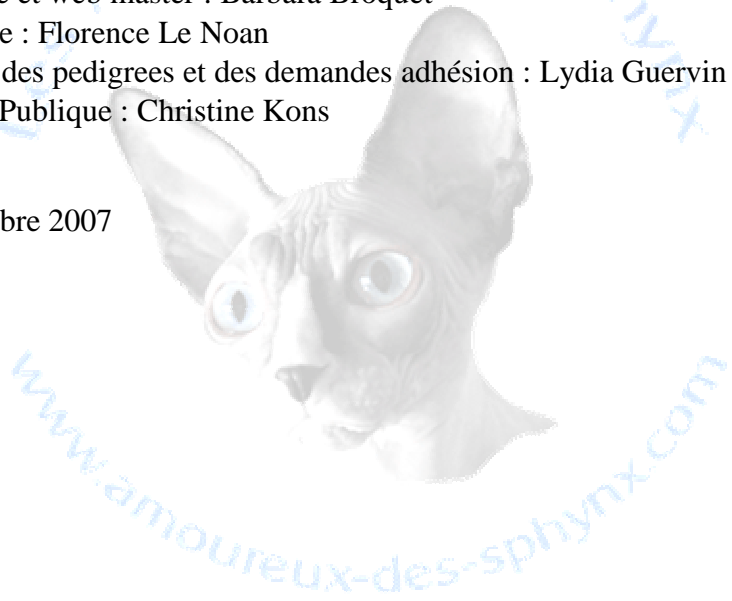 e et web master : Barbara Broquet
e : Florence Le Noan
des pedigrees et des demandes adhésion : Lydia Guervin
Publique : Christine Kons
bre 2007
www.amoureux-des-sphynx.com